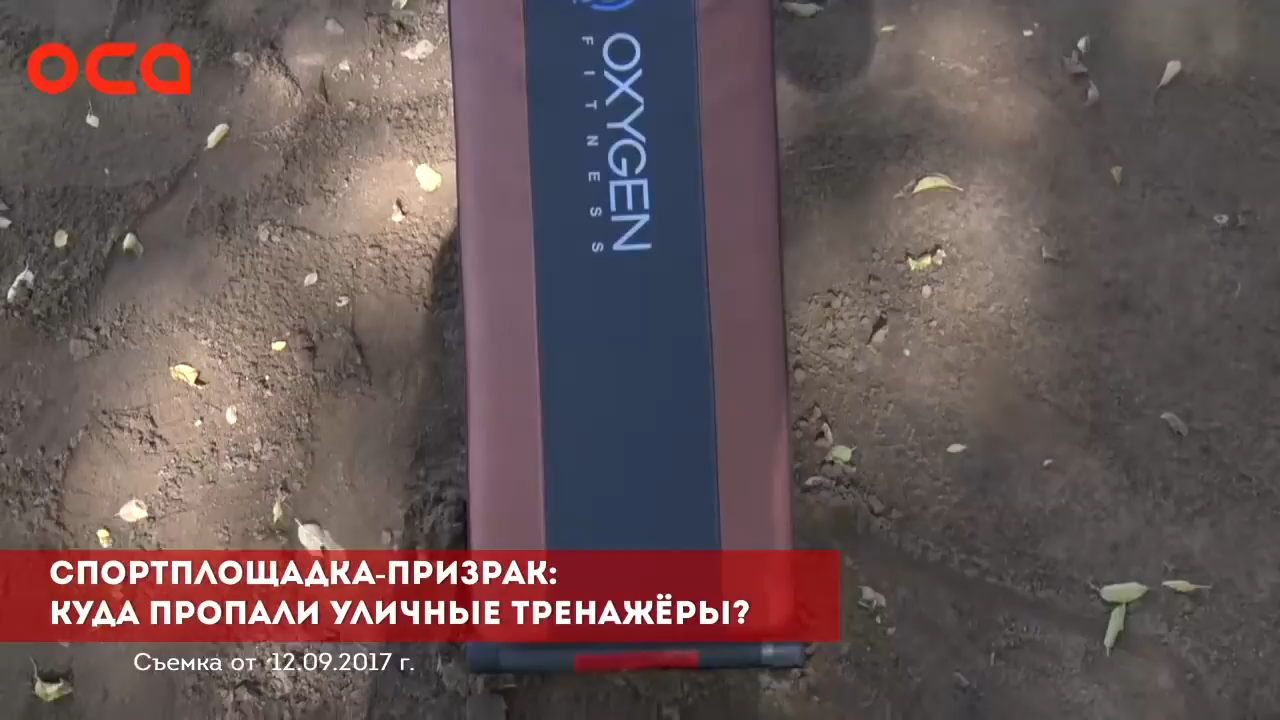 оса
OXYGEN
FITNESS
СПОРТПЛОЩАДКА-ПРИЗРАК:
КУДА ПРОПАЛИ УЛИЧНЫЕ ТРЕНАЖЁРЫ?
Съемка от 12.09.2017 г.